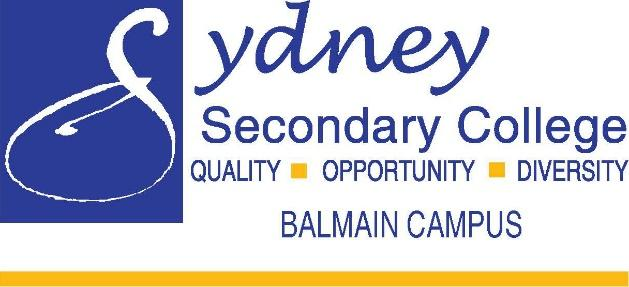 Sydney
Secondary College
QUALITY ■ OPPORTUNITY ■ DIVERSITY
BALMAIN CAMPUS